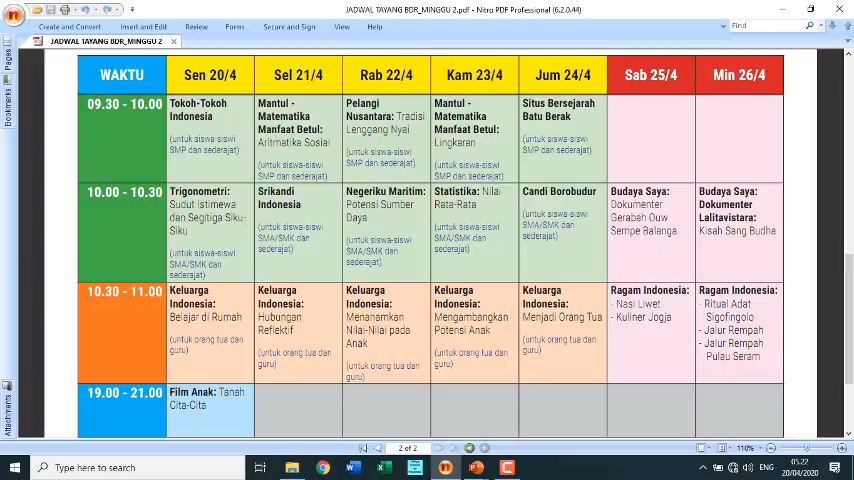 JADWAL TAYANG BDR_MINGGU 2.pdf - Nitro PDF Professional (6.2.0.44)
Create and Convert
Insert and Edit
Review
Forms
Secure and Sign
View
Help
Find
JADWAL TAYANG BDR_MINGGU 2
Pages
Bookmarks
Attachments
WAKTU
Sen 20/4
Sel 21/4
Rab 22/4
Kam 23/4
Jum 24/4
Sab 25/4
Min 26/4
09.30 - 10.00
Tokoh-Tokoh
Indonesia
(untuk siswa-siswi
SMP dan sederajat)
Mantul -
Matematika
Manfaat Betul:
Aritmatika Sosial
(untuk siswa-siswi
SMP dan sederajat)
Pelangi
Nusantara: Tradisi
Lenggang Nyai
(untuk siswa-siswi
SMP dan sederajat)
Mantul -
Matematika
Manfaat Betul:
Lingkaran
(untuk siswa-siswi
SMP dan sederajat)
Situs Bersejarah
Batu Berak
(untuk siswa-siswi
SMP dan sederajat)
10.00 - 10.30
Trigonometri:
Sudut Istimewa
dan Segitiga Siku-
Siku
(untuk siswa-siswi
SMA/SMK dan
sederajat)
Srikandi
Indonesia
(untuk siswa-siswi
SMA/SMK dan
sederajat)
Negeriku Maritim:
Potensi Sumber
Daya
(untuk siswa-siswi
SMA/SMK dan
sederajat)
Statistika: Nilai
Rata-Rata
(untuk siswa-siswi
SMA/SMK dan
sederajat)
Candi Borobudur
(untuk siswa-siswi
SMA/SMK dan
sederajat)
Budaya Saya:
Dokumenter
Gerabah Ouw
Sempe Balanga
Budaya Saya:
Dokumenter
Lalitavistara:
Kisah Sang Budha
10.30 - 11.00
Keluarga
Indonesia:
Belajar di Rumah
(untuk orang tua dan
guru)
Keluarga
Indonesia:
Hubungan
Reflektif
(untuk orang tua dan
guru)
Keluarga
Indonesia:
Menanamkan
Nilai-Nilai pada
Anak
(untuk orang tua dan
guru)
Keluarga
Indonesia:
Mengambangkan
Potensi Anak
(untuk orang tua dan
guru)
Keluarga
Indonesia:
Menjadi Orang Tua
(untuk orang tua dan
guru)
Ragam Indonesia:
- Nasi Liwet
- Kuliner Jogja
Ragam Indonesia:
- Ritual Adat
Sigofingolo
- Jalur Rempah
- Jalur Rempah
Pulau Seram
19.00 - 21.00
Film Anak: Tanah
Cita-Cita
2 of 2
110%
Type here to search
ENG
05.22
20/04/2020